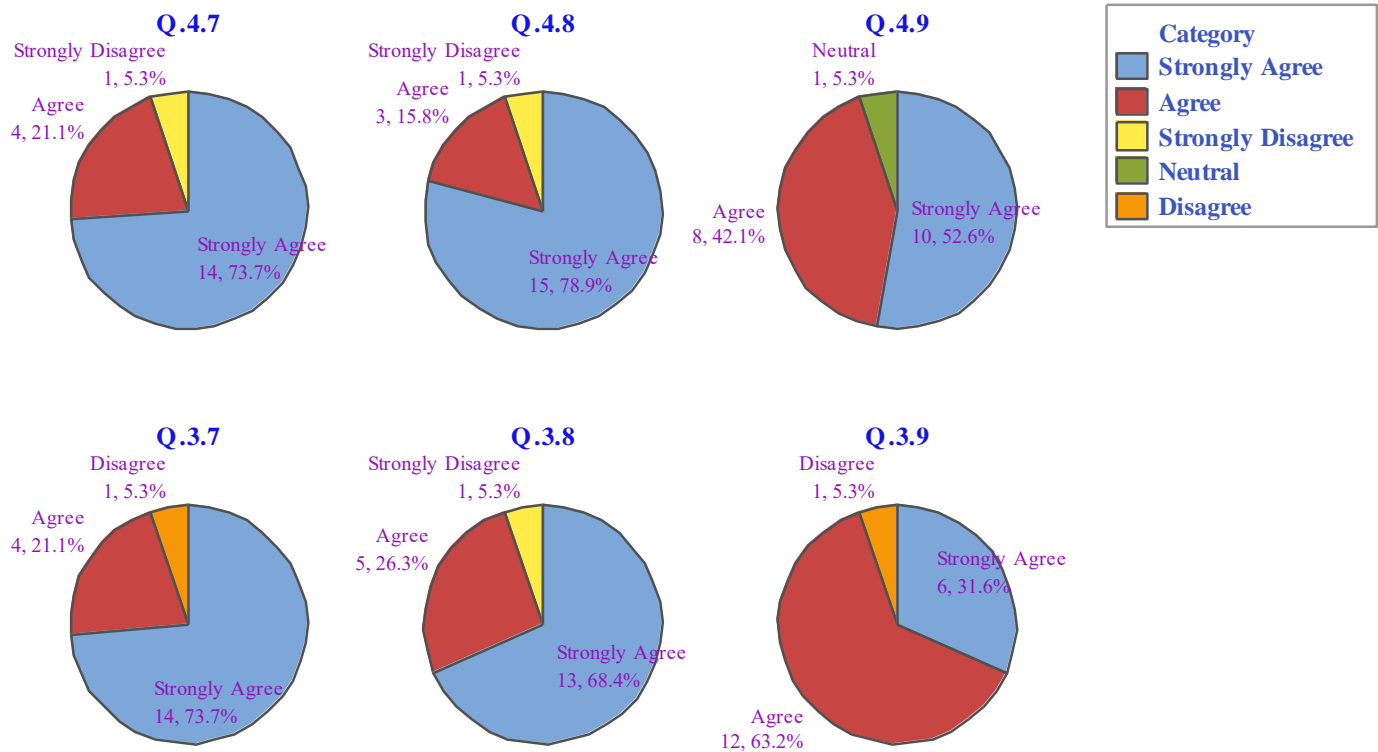 Q.4.7
Strongly Disagree
1, 5.3%
Agree
4, 21.1%
Strongly Agree
14, 73.7%
Q.4.8
Strongly Disagree
1, 5.3%
Agree
3, 15.8%
Strongly Agree
15, 78.9%
Q.4.9
Neutral
1, 5.3%
Agree
8, 42.1%
Strongly Agree
10, 52.6%
Category
Strongly Agree
Agree
Strongly Disagree
Neutral
Disagree
Q.3.7
Disagree
1, 5.3%
Agree
4, 21.1%
Strongly Agree
14, 73.7%
Q.3.8
Strongly Disagree
1, 5.3%
Agree
5, 26.3%
Strongly Agree
13, 68.4%
Q.3.9
Disagree
1, 5.3%
Strongly Agree
6, 31.6%
Agree
12, 63.2%